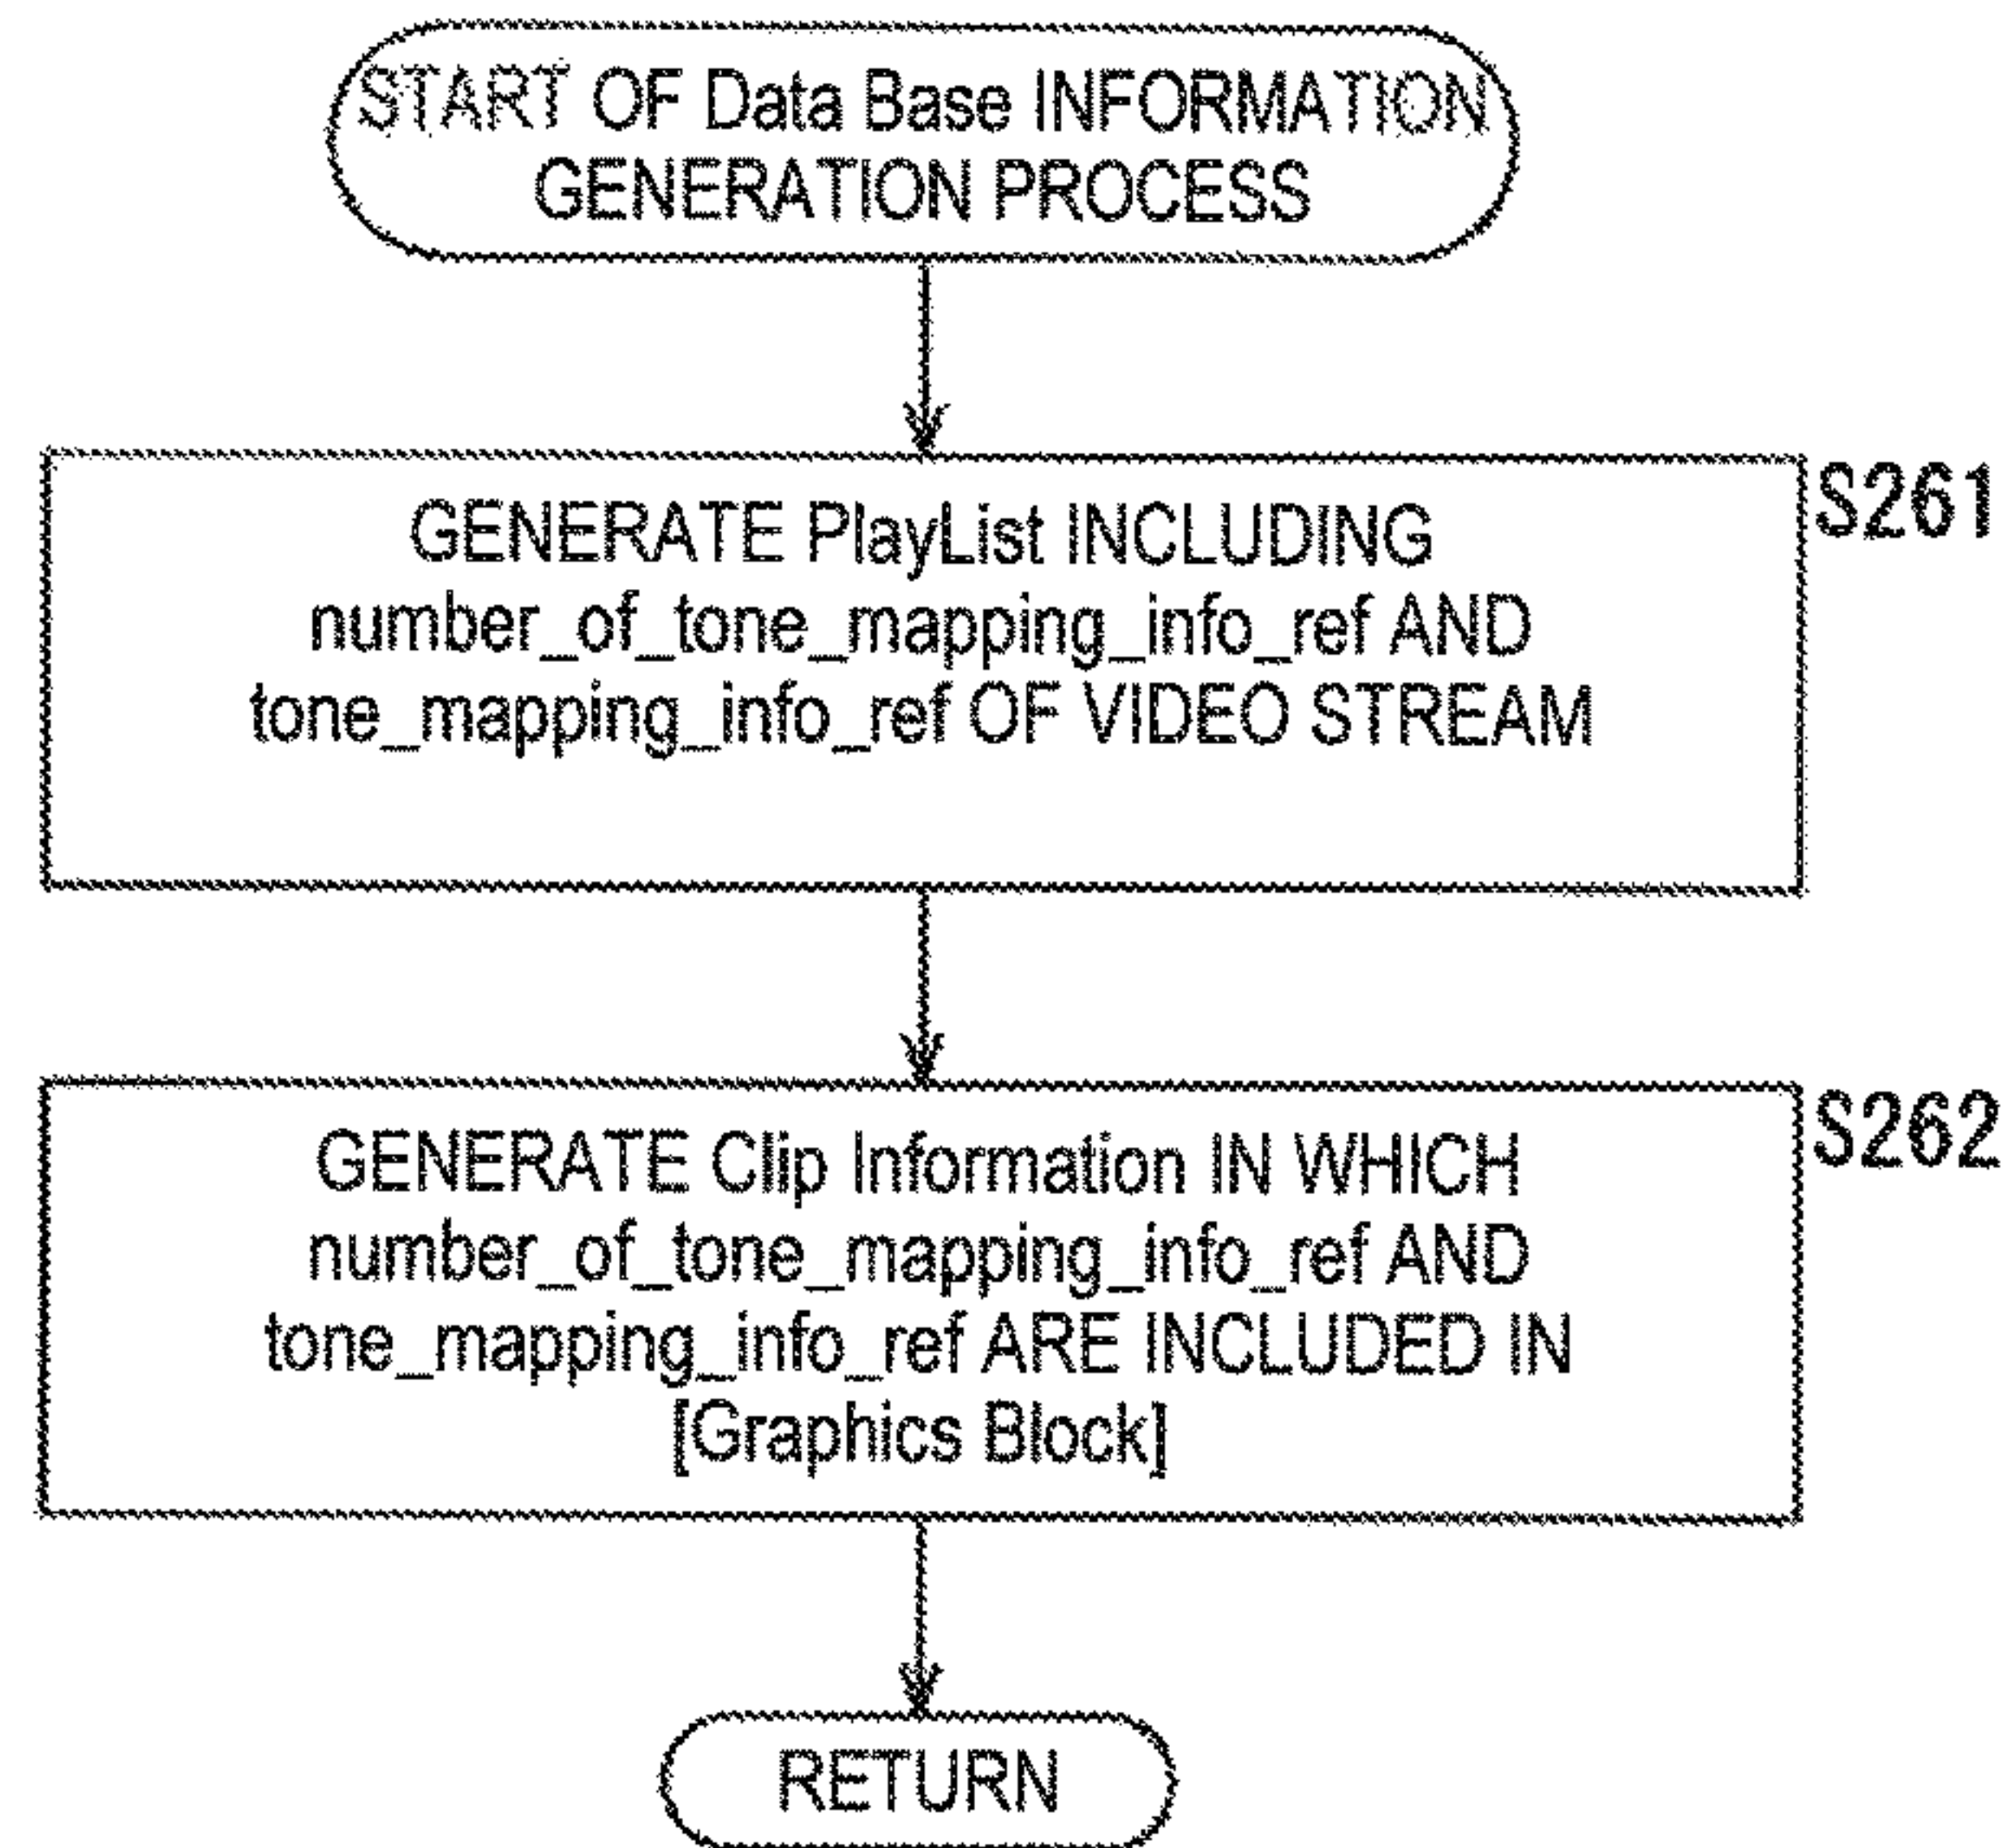 START OF Data Base INFORMATION
GENERATION PROCESS
GENERATE PlayList INCLUDING
number_of_tone_mapping_info_ref AND
tone_mapping_info_ref OF VIDEO STREAM
S261
GENERATE Clip Information IN WHICH
number_of_tone_mapping_info_ref AND
tone_mapping_info_ref ARE INCLUDED IN
[Graphics Block]
S262
RETURN